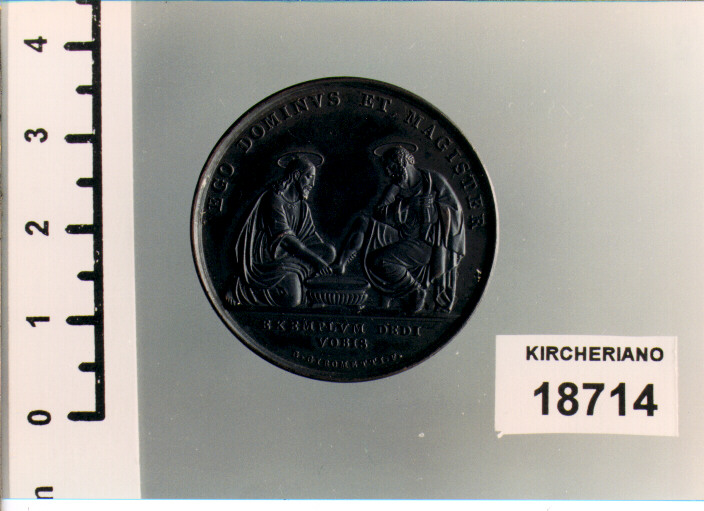 EGO DOMINVS ET MAGISTER
EXEMPLVM DEDI
VOBIS
KIRCHERIANO
18714
4
3
2
1
0